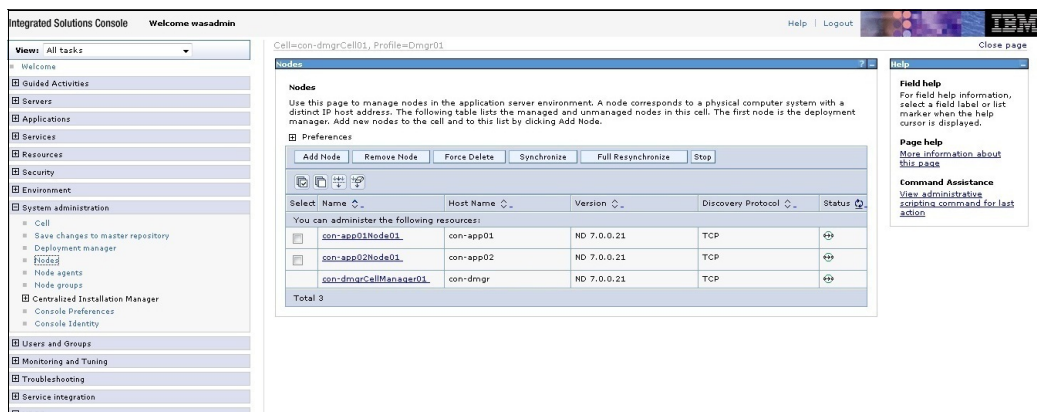 Integrated Solutions Console Welcome wasadmin
Help | Logout
IBM
View: All tasks
Welcome
Guided Activities
Servers
Applications
Services
Resources
Security
Environment
System administration
Cell
Save changes to master repository
Deployment manager
Nodes
Node agents
Node groups
Centralized Installation Manager
Console Preferences
Console Identity
Users and Groups
Monitoring and Tuning
Troubleshooting
Service integration
Cell=con-dmgrCell01, Profile=Dmgr01
Close page
Nodes
?
Nodes
Use this page to manage nodes in the application server environment. A node corresponds to a physical computer system with a
distinct IP host address. The following table lists the managed and unmanaged nodes in this cell. The first node is the deployment
manager. Add new nodes to the cell and to this list by clicking Add Node.
Preferences
Add Node Remove Node Force Delete Synchronize Full Resynchronize Stop
Select Name Host Name Version Discovery Protocol Status
You can administer the following resources:
con-app01Node01 con-app01 ND 7.0.0.21 TCP
con-app02Node01 con-app02 ND 7.0.0.21 TCP
con-dmgrCellManager01 con-dmgr ND 7.0.0.21 TCP
Total 3
Help
Field help
For field help information,
select a field label or list
marker when the help
cursor is displayed.
Page help
More information about
this page
Command Assistance
View administrative
scripting command for last
action